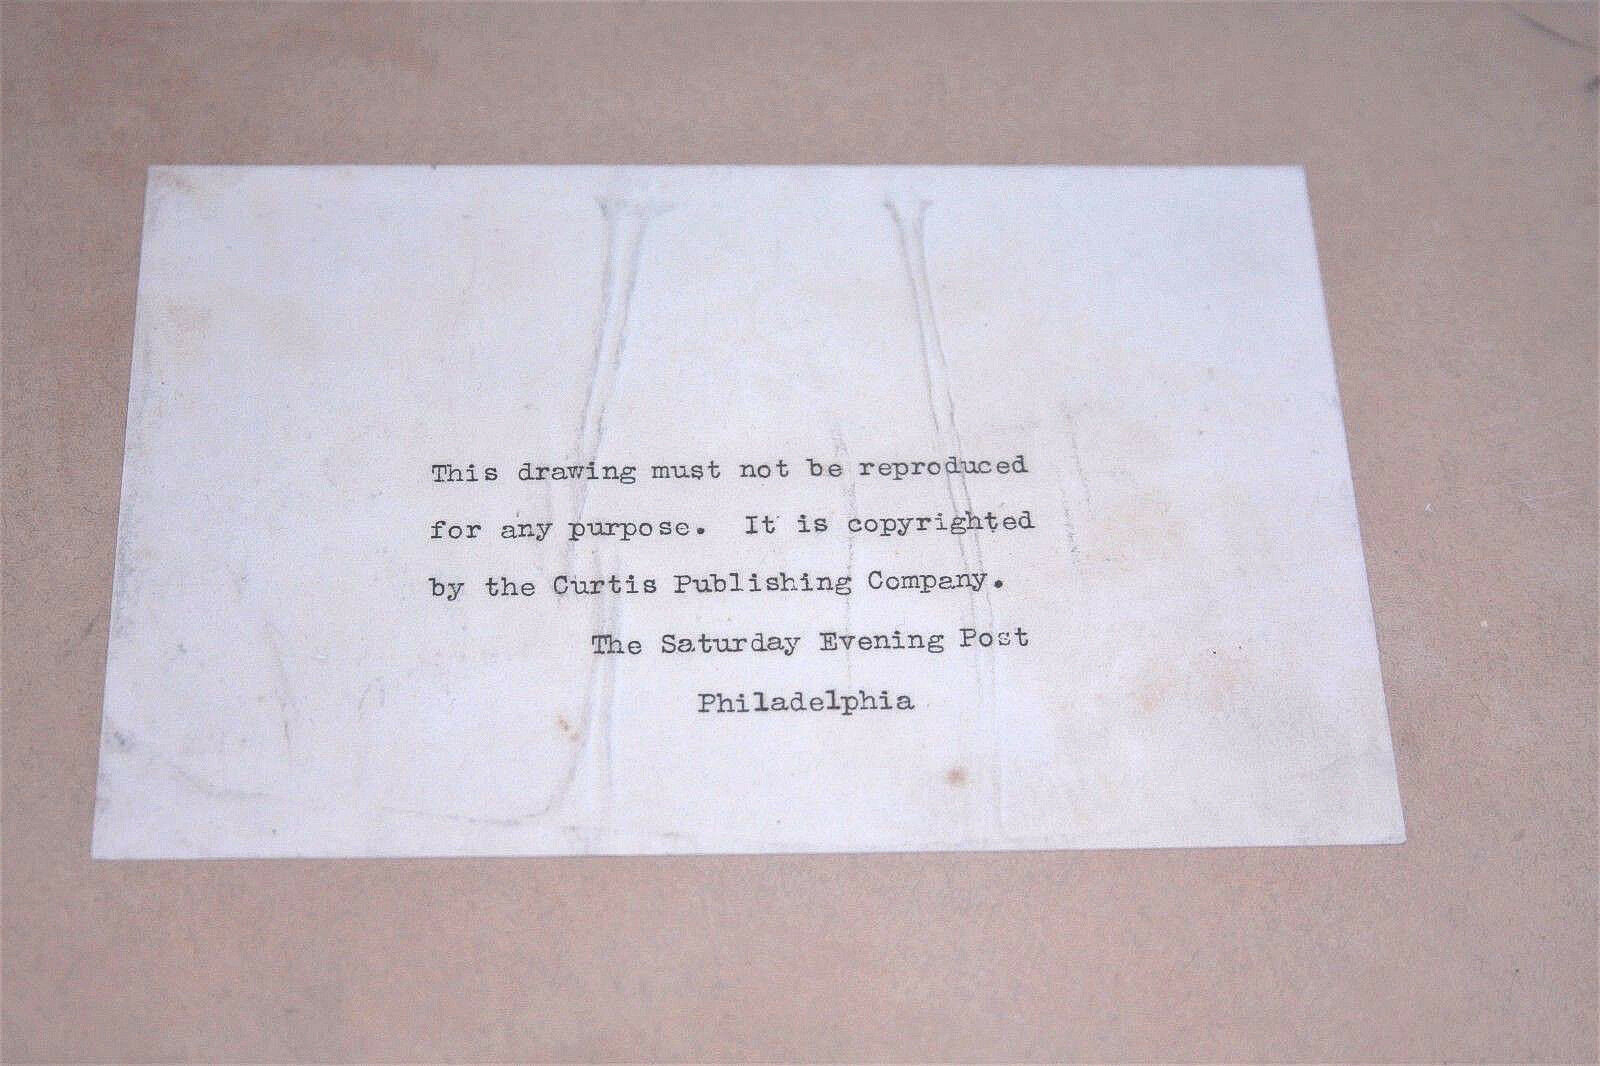 This drawing must not be reproduced
for any purpose.  It is copyrighted
by the Curtis Publishing Company.
The Saturday Evening Post
Philadelphia